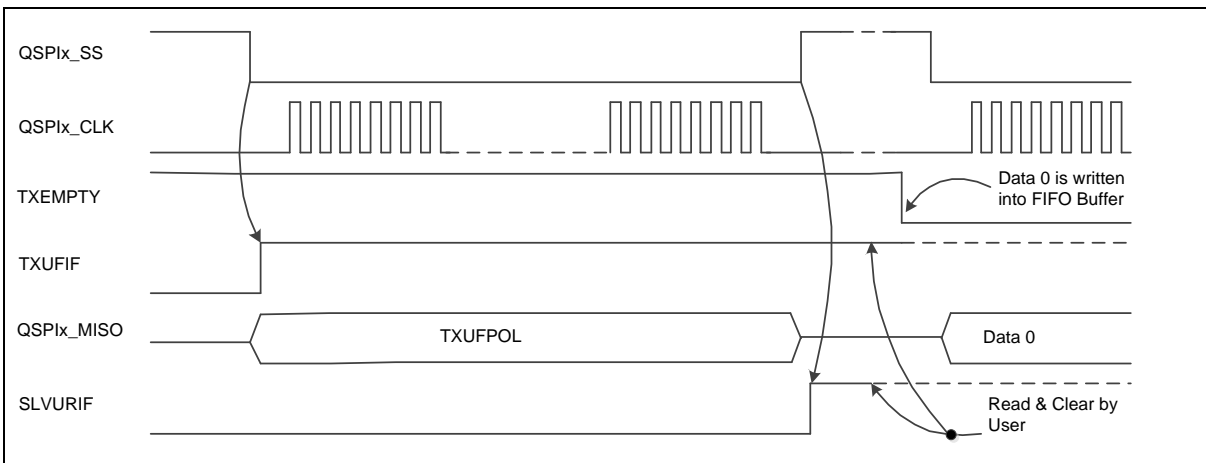 QSPIx_SS
QSPIx_CLK
TXEMPTY
Data 0 is written
into FIFO Buffer
TXUFIF
QSPIx_MISO
TXUFPOL
Data 0
SLVURIF
Read & Clear by
User